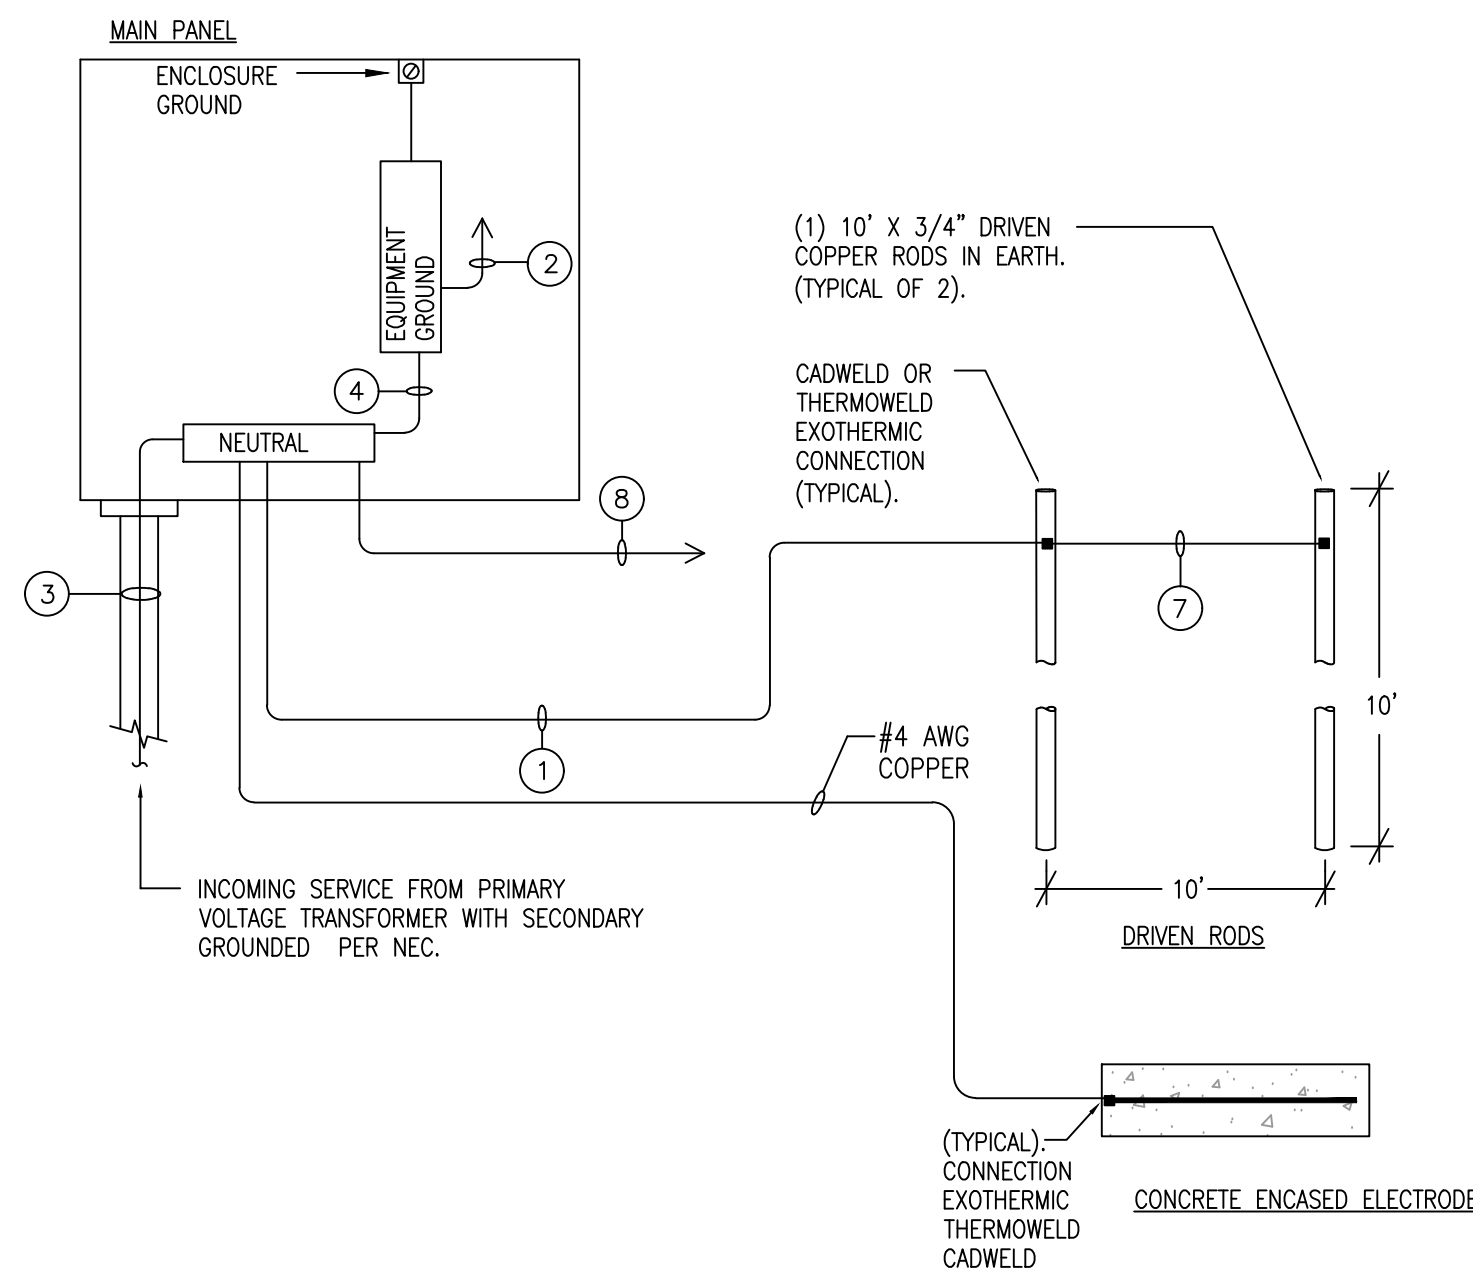 MAIN PANEL
ENCLOSURE
GROUND
EQUIPMENT
GROUND
2
4
NEUTRAL
8
3
1
(1) 10' X 3/4" DRIVEN
COPPER RODS IN EARTH.
(TYPICAL OF 2).
CADWELD OR
THERMOWELD
EXOTHERMIC
CONNECTION
(TYPICAL).
7
10'
#4 AWG
COPPER
10'
DRIVEN RODS
INCOMING SERVICE FROM PRIMARY
VOLTAGE TRANSFORMER WITH SECONDARY
GROUNDED PER NEC.
(TYPICAL).
CONNECTION
EXOTHERMIC
THERMOWELD
CADWELD
CONCRETE ENCASED ELECTRODE